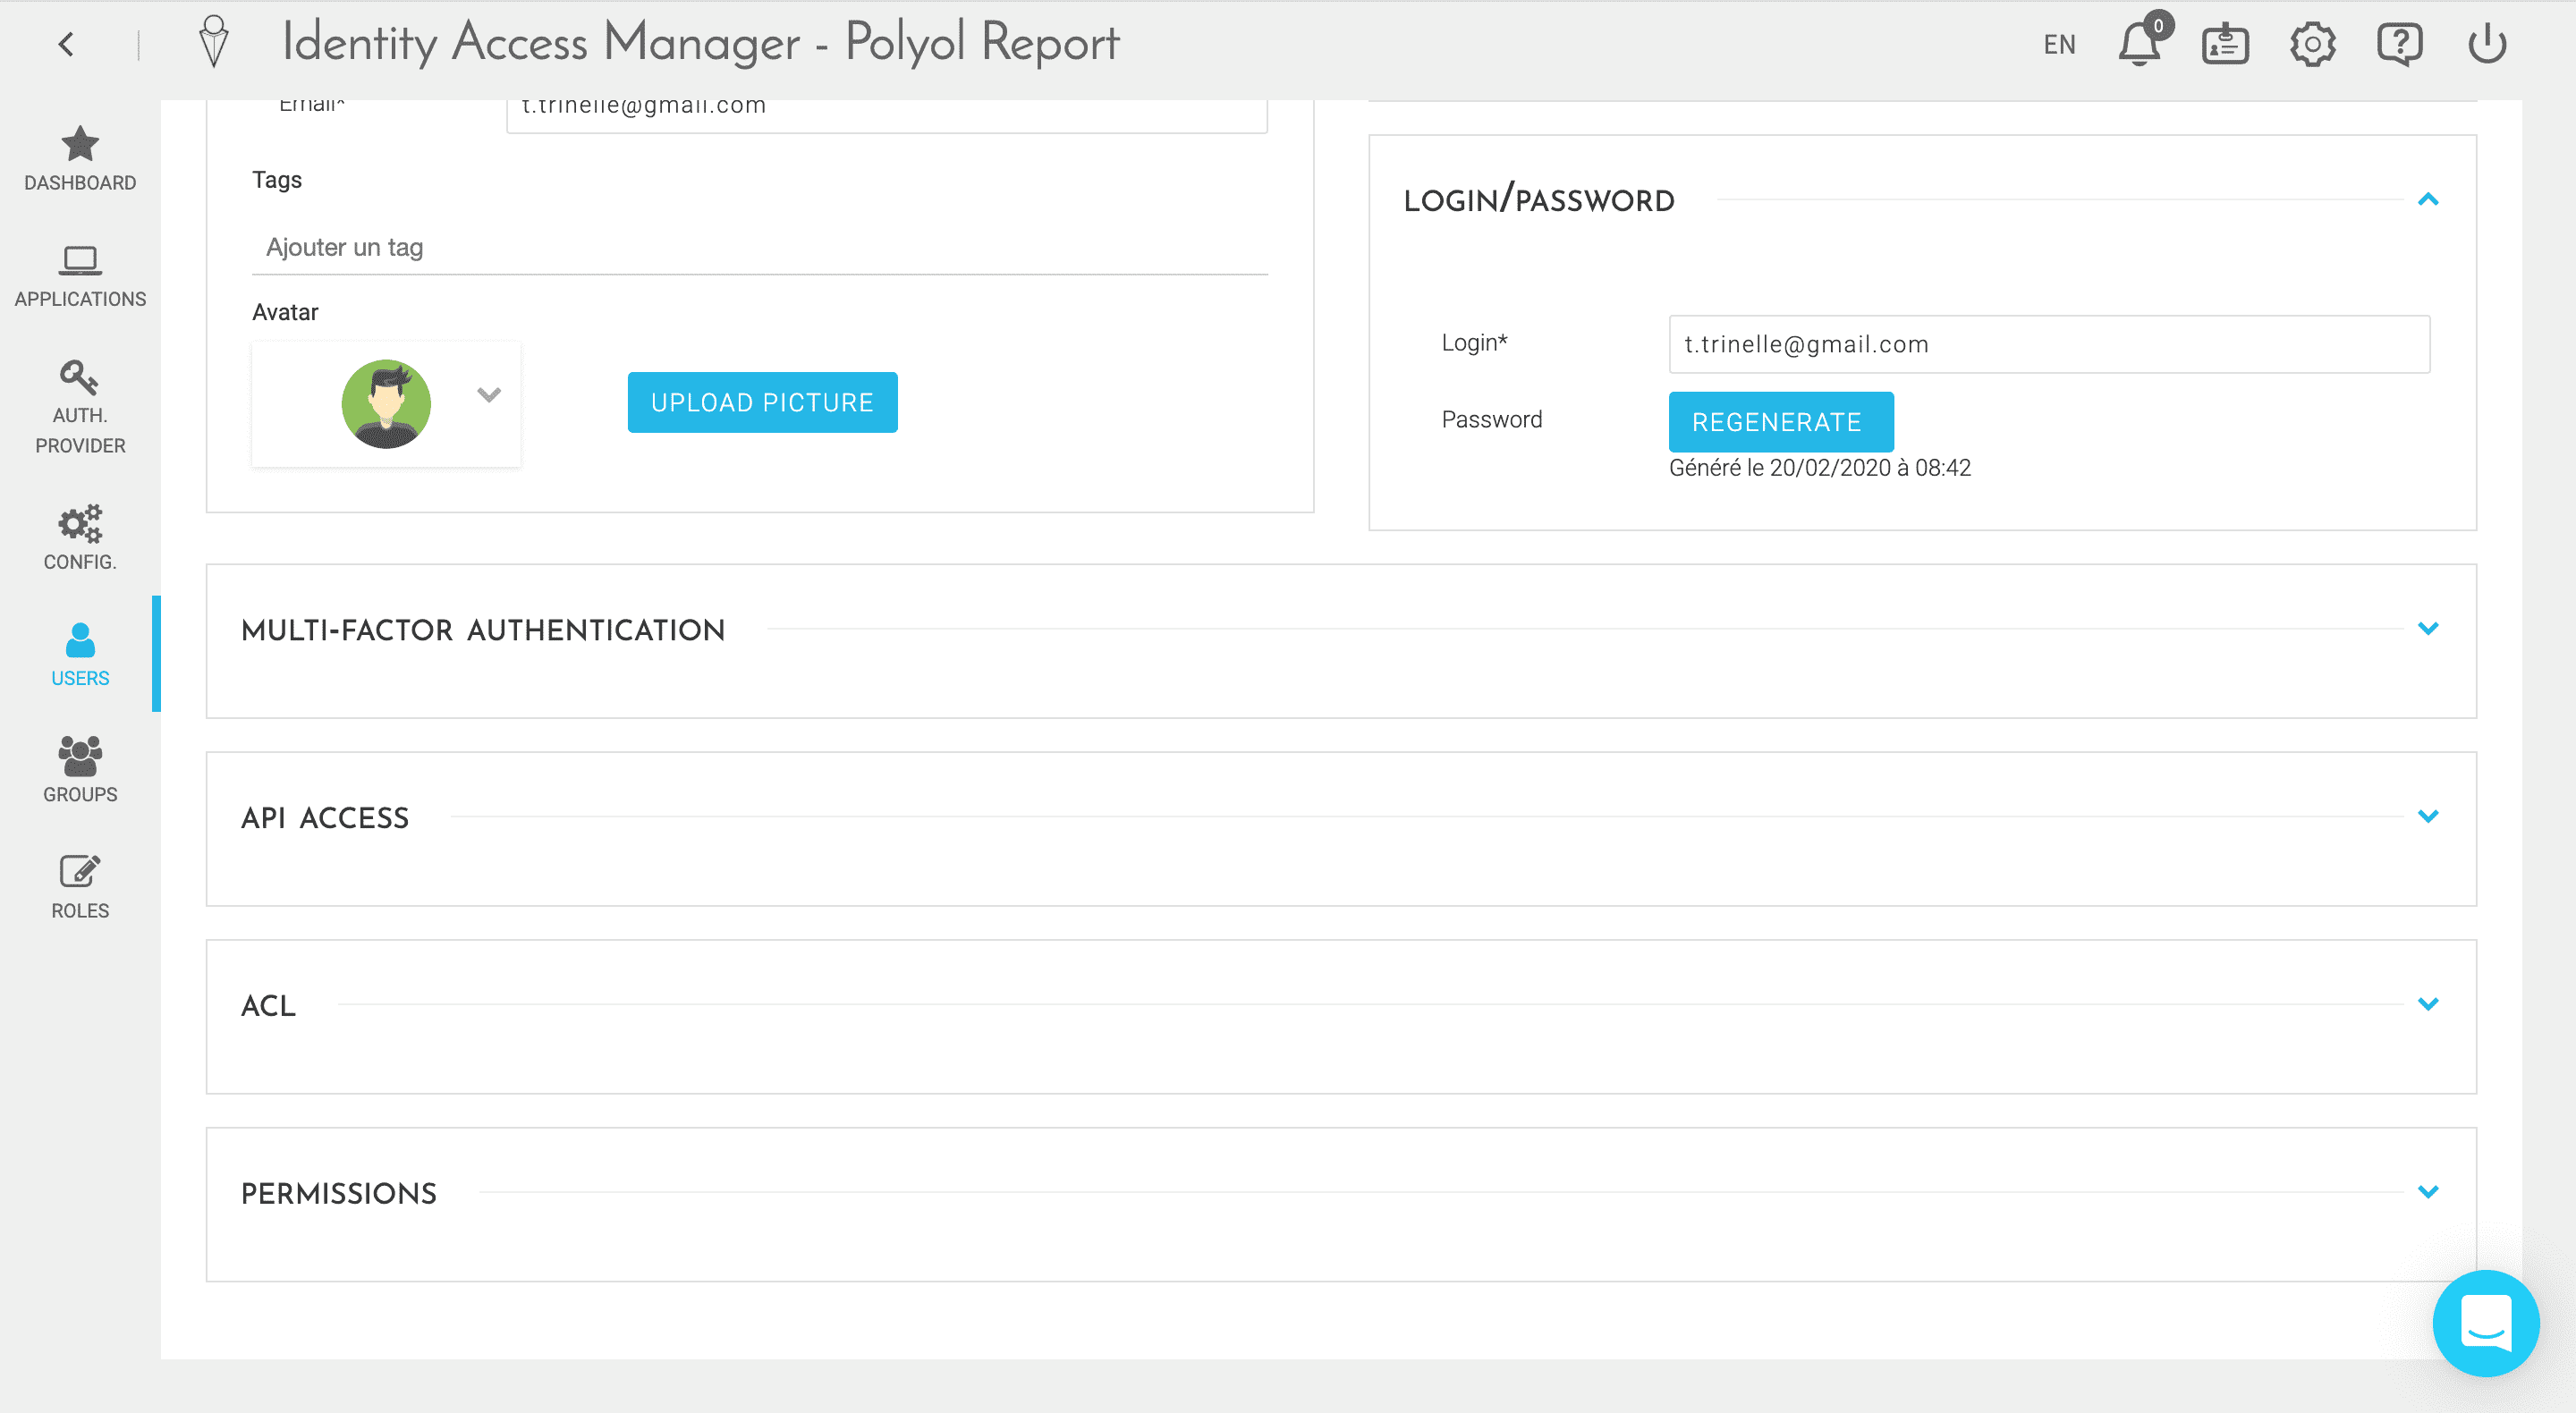 Identity Access Manager - Polyol Report
EN
0
DASHBOARD
APPLICATIONS
AUTH.
PROVIDER
CONFIG.
USERS
GROUPS
ROLES
Email*
t.trinelle@gmail.com
Tags
Ajouter un tag
Avatar
UPLOAD PICTURE
LOGIN/PASSWORD
Login*
t.trinelle@gmail.com
Password
REGENERATE
Généré le 20/02/2020 à 08:42
MULTI-FACTOR AUTHENTICATION
API ACCESS
ACL
PERMISSIONS